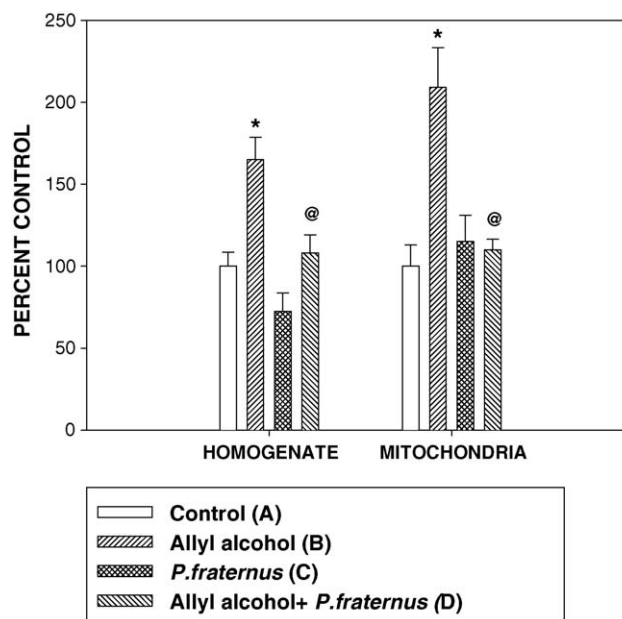 250
200
150
100
50
0
PERCENT CONTROL
*
@
*
@
HOMOGENATE MITOCHONDRIA
Control (A)
Allyl alcohol (B)
P.fraternus (C)
Allyl alcohol+ P.fraternus (D)